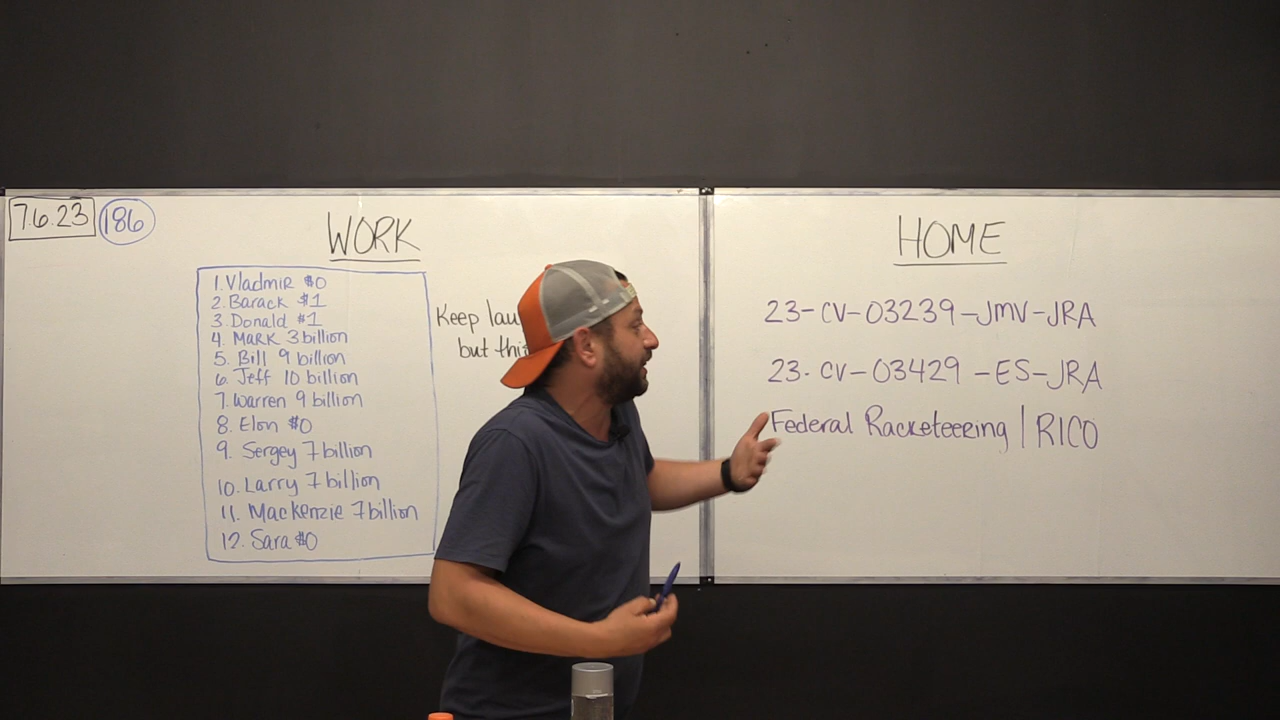 7.6.23 186
WORK
1. Vladmir $0
2. Barack $1
3. Donald $1
4. Mark 3 billion
5. Bill 9 billion
6. Jeff 10 billion
7. Warren 9 billion
8. Elon $0
9. Sergey 7 billion
10. Larry 7 billion
11. Mackenzie 7 billion
12. Sara $0
Keep
but
HOME
23-CV-03239-JMV-JRA
23-CV-03429-ES-JRA
Federal Racketeering | RICO